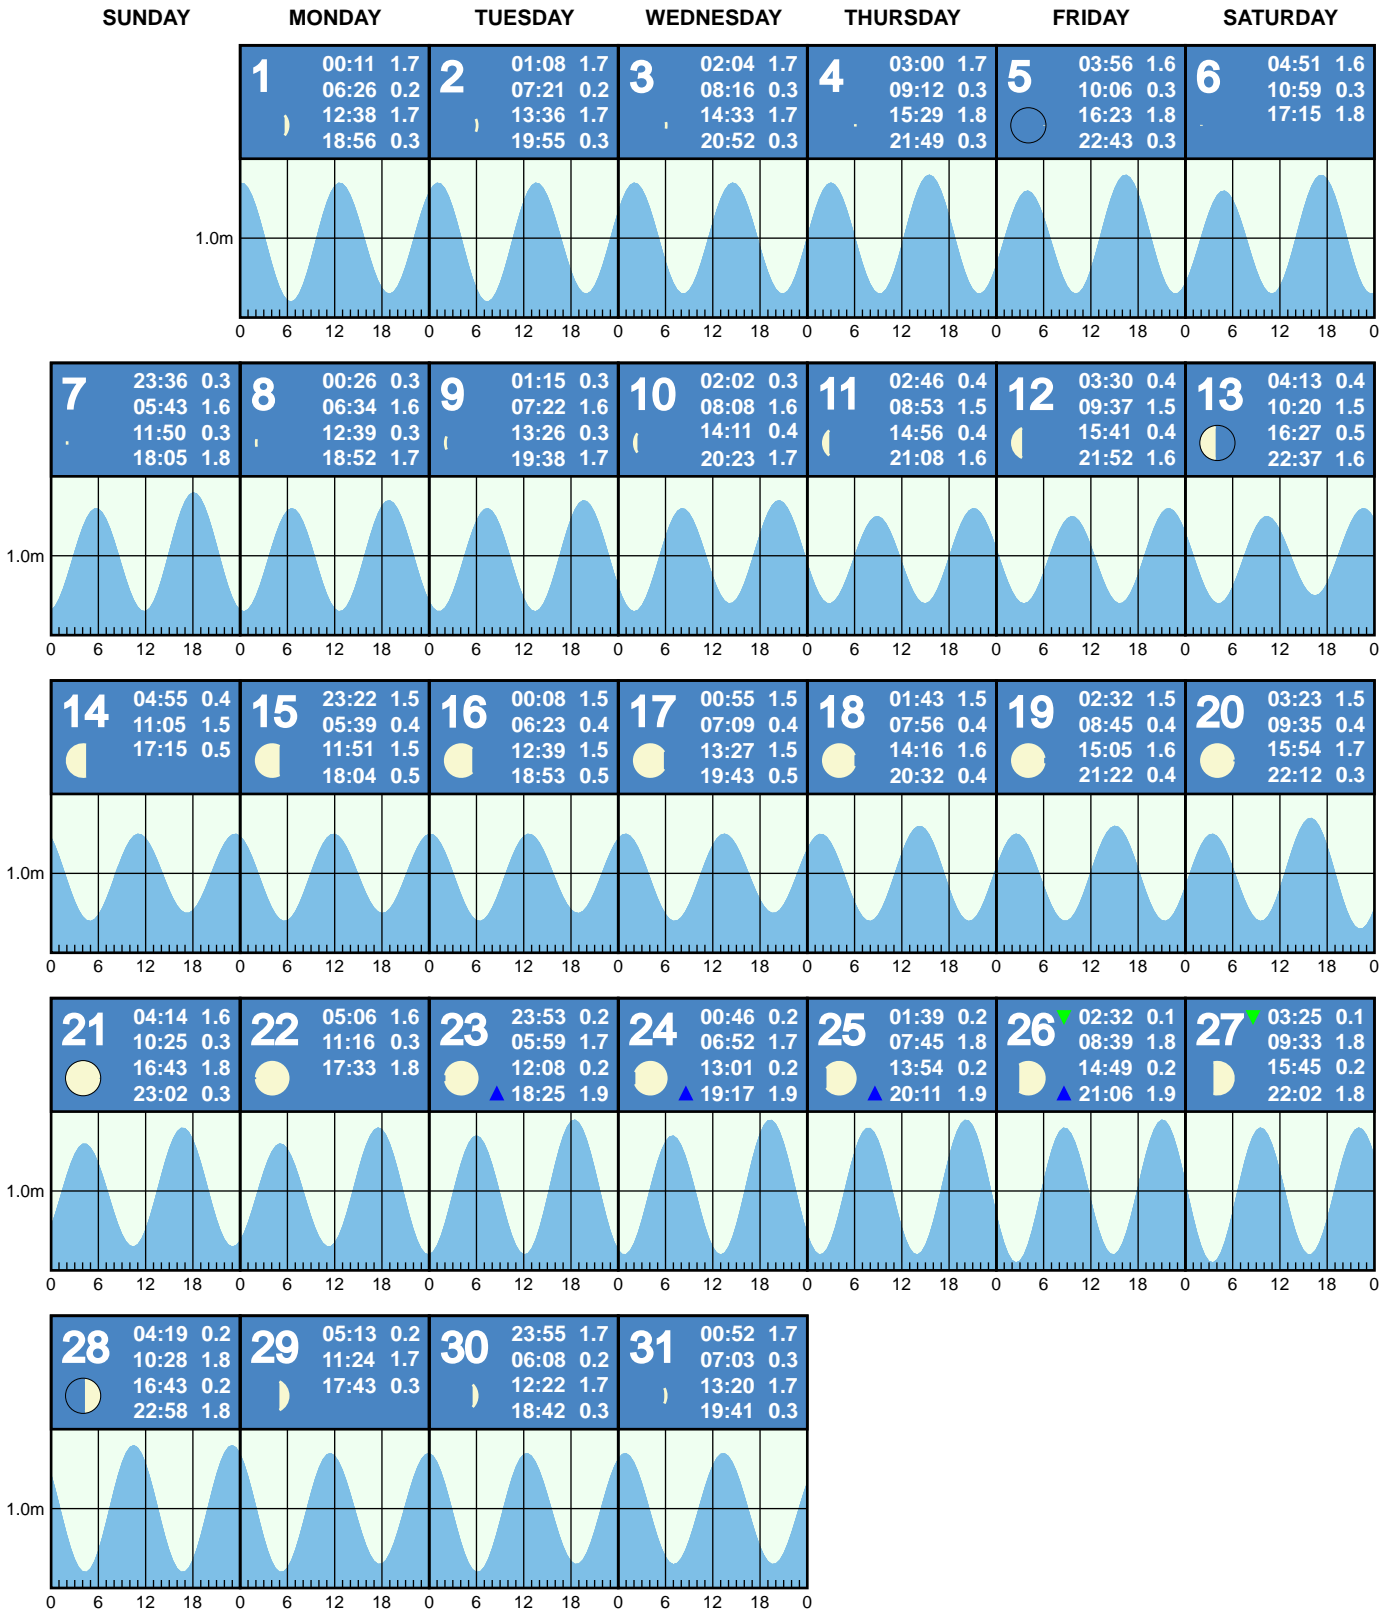 SUNDAY MONDAY TUESDAY WEDNESDAY THURSDAY FRIDAY SATURDAY
1 00:11 1.7
06:26 0.2
12:38 1.7
18:56 0.3
2 01:08 1.7
07:21 0.2
13:36 1.7
19:55 0.3
3 02:04 1.7
08:16 0.3
14:33 1.7
20:52 0.3
4 03:00 1.7
09:12 0.3
15:29 1.8
21:49 0.3
5 03:56 1.6
10:06 0.3
16:23 1.8
22:43 0.3
6 04:51 1.6
10:59 0.3
17:15 1.8
1.0m
0 6 12 18 0 6 12 18 0 6 12 18 0 6 12 18 0 6 12 18 0 6 12 18 0
7 23:36 0.3
05:43 1.6
11:50 0.3
18:05 1.8
8 00:26 0.3
06:34 1.6
12:39 0.3
18:52 1.7
9 01:15 0.3
07:22 1.6
13:26 0.3
19:38 1.7
10 02:02 0.3
08:08 1.6
14:11 0.4
20:23 1.7
11 02:46 0.4
08:53 1.5
14:56 0.4
21:08 1.6
12 03:30 0.4
09:37 1.5
15:41 0.4
21:52 1.6
13 04:13 0.4
10:20 1.5
16:27 0.5
22:37 1.6
1.0m
0 6 12 18 0 6 12 18 0 6 12 18 0 6 12 18 0 6 12 18 0 6 12 18 0 6 12 18 0
14 04:55 0.4
11:05 1.5
17:15 0.5
15 23:22 1.5
05:39 0.4
11:51 1.5
18:04 0.5
16 00:08 1.5
06:23 0.4
12:39 1.5
18:53 0.5
17 00:55 1.5
07:09 0.4
13:27 1.5
19:43 0.5
18 01:43 1.5
07:56 0.4
14:16 1.6
20:32 0.4
19 02:32 1.5
08:45 0.4
15:05 1.6
21:22 0.4
20 03:23 1.5
09:35 0.4
15:54 1.7
22:12 0.3
1.0m
0 6 12 18 0 6 12 18 0 6 12 18 0 6 12 18 0 6 12 18 0 6 12 18 0 6 12 18 0
21 04:14 1.6
10:25 0.3
16:43 1.8
23:02 0.3
22 05:06 1.6
11:16 0.3
17:33 1.8
23 23:53 0.2
05:59 1.7
12:08 0.2
18:25 1.9
24 00:46 0.2
06:52 1.7
13:01 0.2
19:17 1.9
25 01:39 0.2
07:45 1.8
13:54 0.2
20:11 1.9
26 02:32 0.1
08:39 1.8
14:49 0.2
21:06 1.9
27 03:25 0.1
09:33 1.8
15:45 0.2
22:02 1.8
1.0m
0 6 12 18 0 6 12 18 0 6 12 18 0 6 12 18 0 6 12 18 0 6 12 18 0 6 12 18 0
28 04:19 0.2
10:28 1.8
16:43 0.2
22:58 1.8
29 05:13 0.2
11:24 1.7
17:43 0.3
30 23:55 1.7
06:08 0.2
12:22 1.7
18:42 0.3
31 00:52 1.7
07:03 0.3
13:20 1.7
19:41 0.3
1.0m
0 6 12 18 0 6 12 18 0 6 12 18 0 6 12 18 0